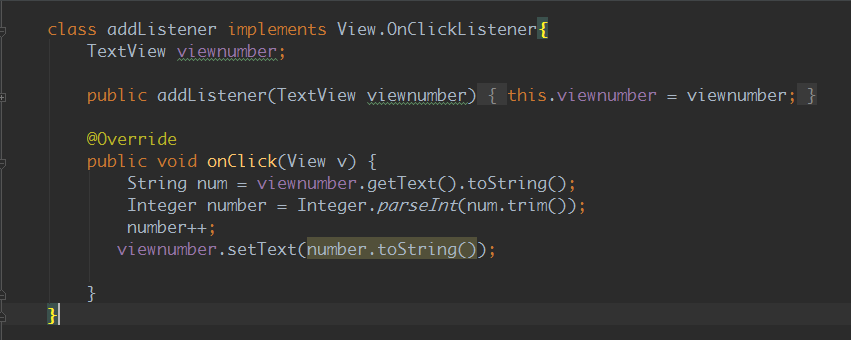 class addListener implements View.OnClickListener{
TextView viewnumber;
public addListener(TextView viewnumber) { this.viewnumber = viewnumber; }
@Override
public void onClick(View v) {
String num = viewnumber.getText().toString();
Integer number = Integer.parseInt(num.trim());
number++;
viewnumber.setText(number.toString());
}
}